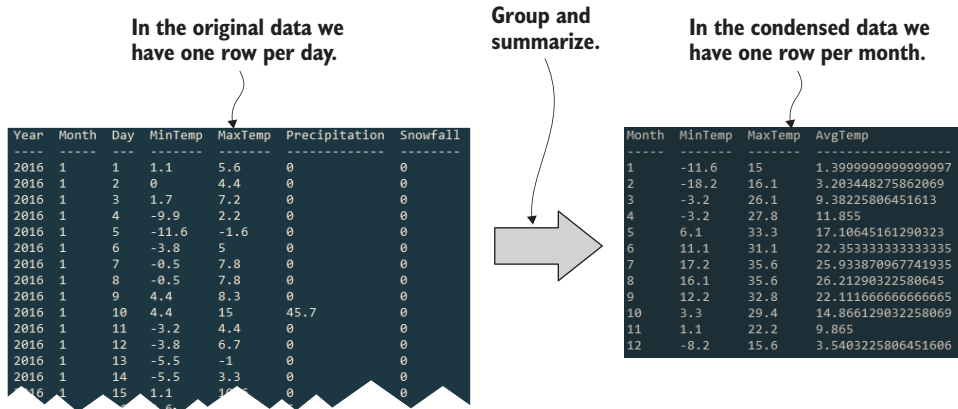 In the original data we
have one row per day.
Group and
summarize.
In the condensed data we
have one row per month.
Year Month Day MinTemp MaxTemp Precipitation Snowfall
---- ----- --- ------- ------- ------------- --------
2016 1 1 1.1 5.6 0 0
2016 1 2 0 4.4 0 0
2016 1 3 1.7 7.2 0 0
2016 1 4 -9.9 2.2 0 0
2016 1 5 -11.6 -1.6 0 0
2016 1 6 -3.8 5 0 0
2016 1 7 -0.5 7.8 0 0
2016 1 8 -0.5 7.8 0 0
2016 1 9 4.4 8.3 0 0
2016 1 10 4.4 15 45.7 0
2016 1 11 -3.2 4.4 0 0
2016 1 12 -3.8 6.7 0 0
2016 1 13 -5.5 -1 0 0
2016 1 14 -5.5 3.3 0 0
1 15 1.1 0 0
Month MinTemp MaxTemp AvgTemp
----- ------- ------- ------------------
1 -11.6 15 1.3999999999999997
2 -18.2 16.1 3.203448275862069
3 -3.2 26.1 9.38225806451613
4 -3.2 27.8 11.855
5 6.1 33.3 17.10645161290323
6 11.1 31.1 22.353333333333335
7 17.2 35.6 25.933870967741935
8 16.1 35.6 26.21290322580645
9 12.2 32.8 22.111666666666665
10 3.3 29.4 14.866129032258069
11 1.1 22.2 9.865
12 -8.2 15.6 3.5403225806451606